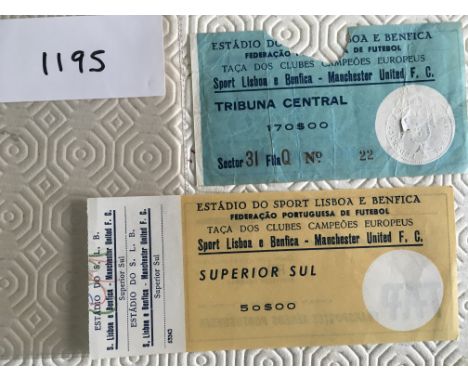 1195
ESTÁDIO DO LISBOA E BENFICA
FEDERAÇÃO DE FUTEBOL
TAÇA DOS CLUBES CAMPEÕES EUROPEUS
Sport Lisboa e Benfica - Manchester United F. C.
TRIBUNA CENTRAL
170$00
Sector 31 Fila Q Nº 22
ESTÁDIO DO SPORT LISBOA E BENFICA
FEDERAÇÃO PORTUGUESA DE FUTEBOL
TAÇA DOS CLUBES CAMPEÕES EUROPEUS
Sport Lisboa e Benfica - Manchester United F. C.
SUPERIOR SUL
50$00
ESTÁDIO DO S. L. B.
Superior Sul
S. Lisboa e Benfica - Manchester United F. C.
ESTÁDIO DO S. L. B.
Superior Sul
S. Lisboa e Benfica - Manchester United F. C.